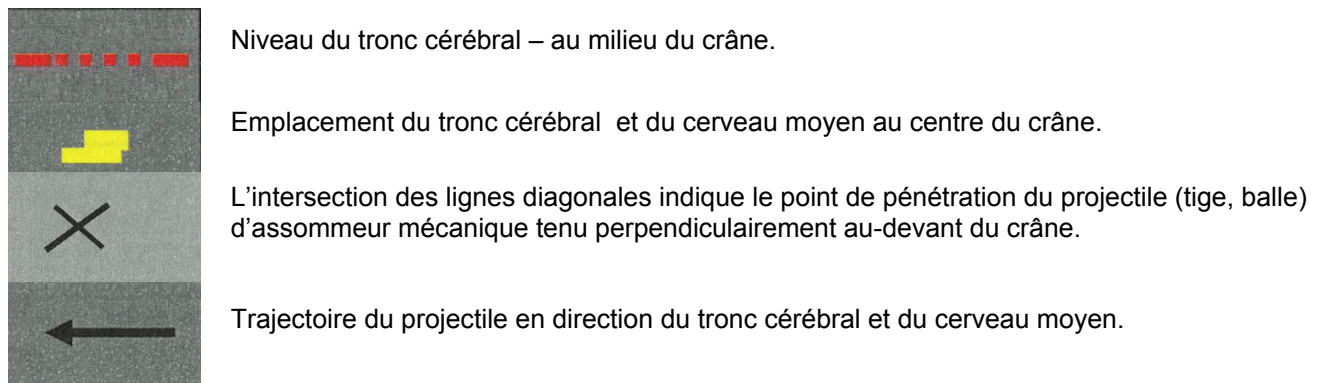 Niveau du tronc cérébral – au milieu du crâne.
Emplacement du tronc cérébral et du cerveau moyen au centre du crâne.
L'intersection des lignes diagonales indique le point de pénétration du projectile (tige, balle)
d'assommeur mécanique tenu perpendiculairement au-devant du crâne.
Trajectoire du projectile en direction du tronc cérébral et du cerveau moyen.